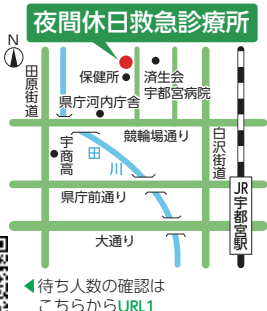 夜間休日救急診療所
N
田原街道
保健所
済生会
宇都宮病院
県庁河内庁舎
競輪場通り
宇商高
田川
白沢街道
県庁前通り
JR宇都宮駅
大通り
◀待ち人数の確認は
こちらからURL1